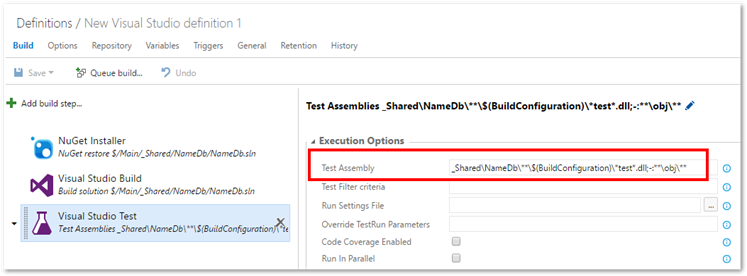 Definitions / New Visual Studio definition 1
Build Options Repository Variables Triggers General Retention History
Save Queue build... Undo
Add build step...
NuGet Installer
NuGet restore $/Main/_Shared/NameDb/NameDb.sln
Visual Studio Build
Build solution $/Main/_Shared/NameDb/NameDb.sln
Visual Studio Test
Test Assemblies _Shared\NameDb\**\$(BuildConfiguration)\*te
Test Assemblies _Shared\NameDb\**\$(BuildConfiguration)\*test*.dll;-:**\obj\**
Execution Options
Test Assembly _Shared\NameDb\**\$(BuildConfiguration)\*test*.dll;-:**\obj\**
Test Filter criteria
Run Settings File ...
Override TestRun Parameters
Code Coverage Enabled
Run In Parallel